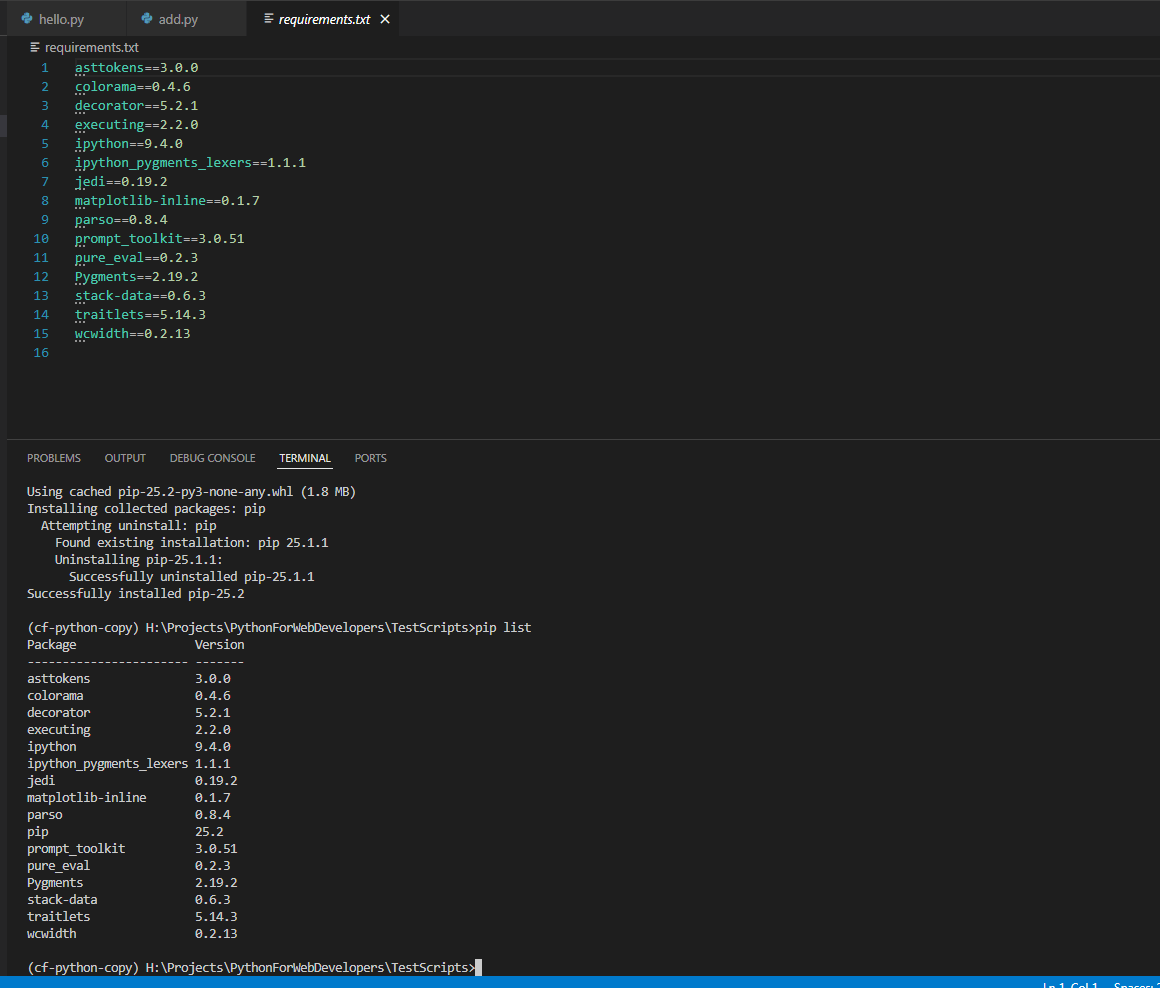 hello.py add.py requirements.txt
requirements.txt
1 asttokens==3.0.0
2 colorama==0.4.6
3 decorator==5.2.1
4 executing==2.2.0
5 ipython==9.4.0
6 ipython_pygments_lexers==1.1.1
7 jedi==0.19.2
8 matplotlib-inline==0.1.7
9 parso==0.8.4
10 prompt_toolkit==3.0.51
11 pure_eval==0.2.3
12 Pygments==2.19.2
13 stack-data==0.6.3
14 traitlets==5.14.3
15 wcwidth==0.2.13
16
PROBLEMS OUTPUT DEBUG CONSOLE TERMINAL PORTS
Using cached pip-25.2-py3-none-any.whl (1.8 MB)
Installing collected packages: pip
  Attempting uninstall: pip
    Found existing installation: pip 25.1.1
    Uninstalling pip-25.1.1:
      Successfully uninstalled pip-25.1.1
Successfully installed pip-25.2
(cf-python-copy) H:\Projects\PythonForWebDevelopers\TestScripts>pip list
Package                 Version
----------------------- -------
asttokens               3.0.0
colorama                0.4.6
decorator               5.2.1
executing               2.2.0
ipython                 9.4.0
ipython_pygments_lexers 1.1.1
jedi                    0.19.2
matplotlib-inline       0.1.7
parso                   0.8.4
pip                     25.2
prompt_toolkit          3.0.51
pure_eval               0.2.3
Pygments                2.19.2
stack-data              0.6.3
traitlets               5.14.3
wcwidth                 0.2.13
(cf-python-copy) H:\Projects\PythonForWebDevelopers\TestScripts>
Ln 1, Col 1 Spaces: